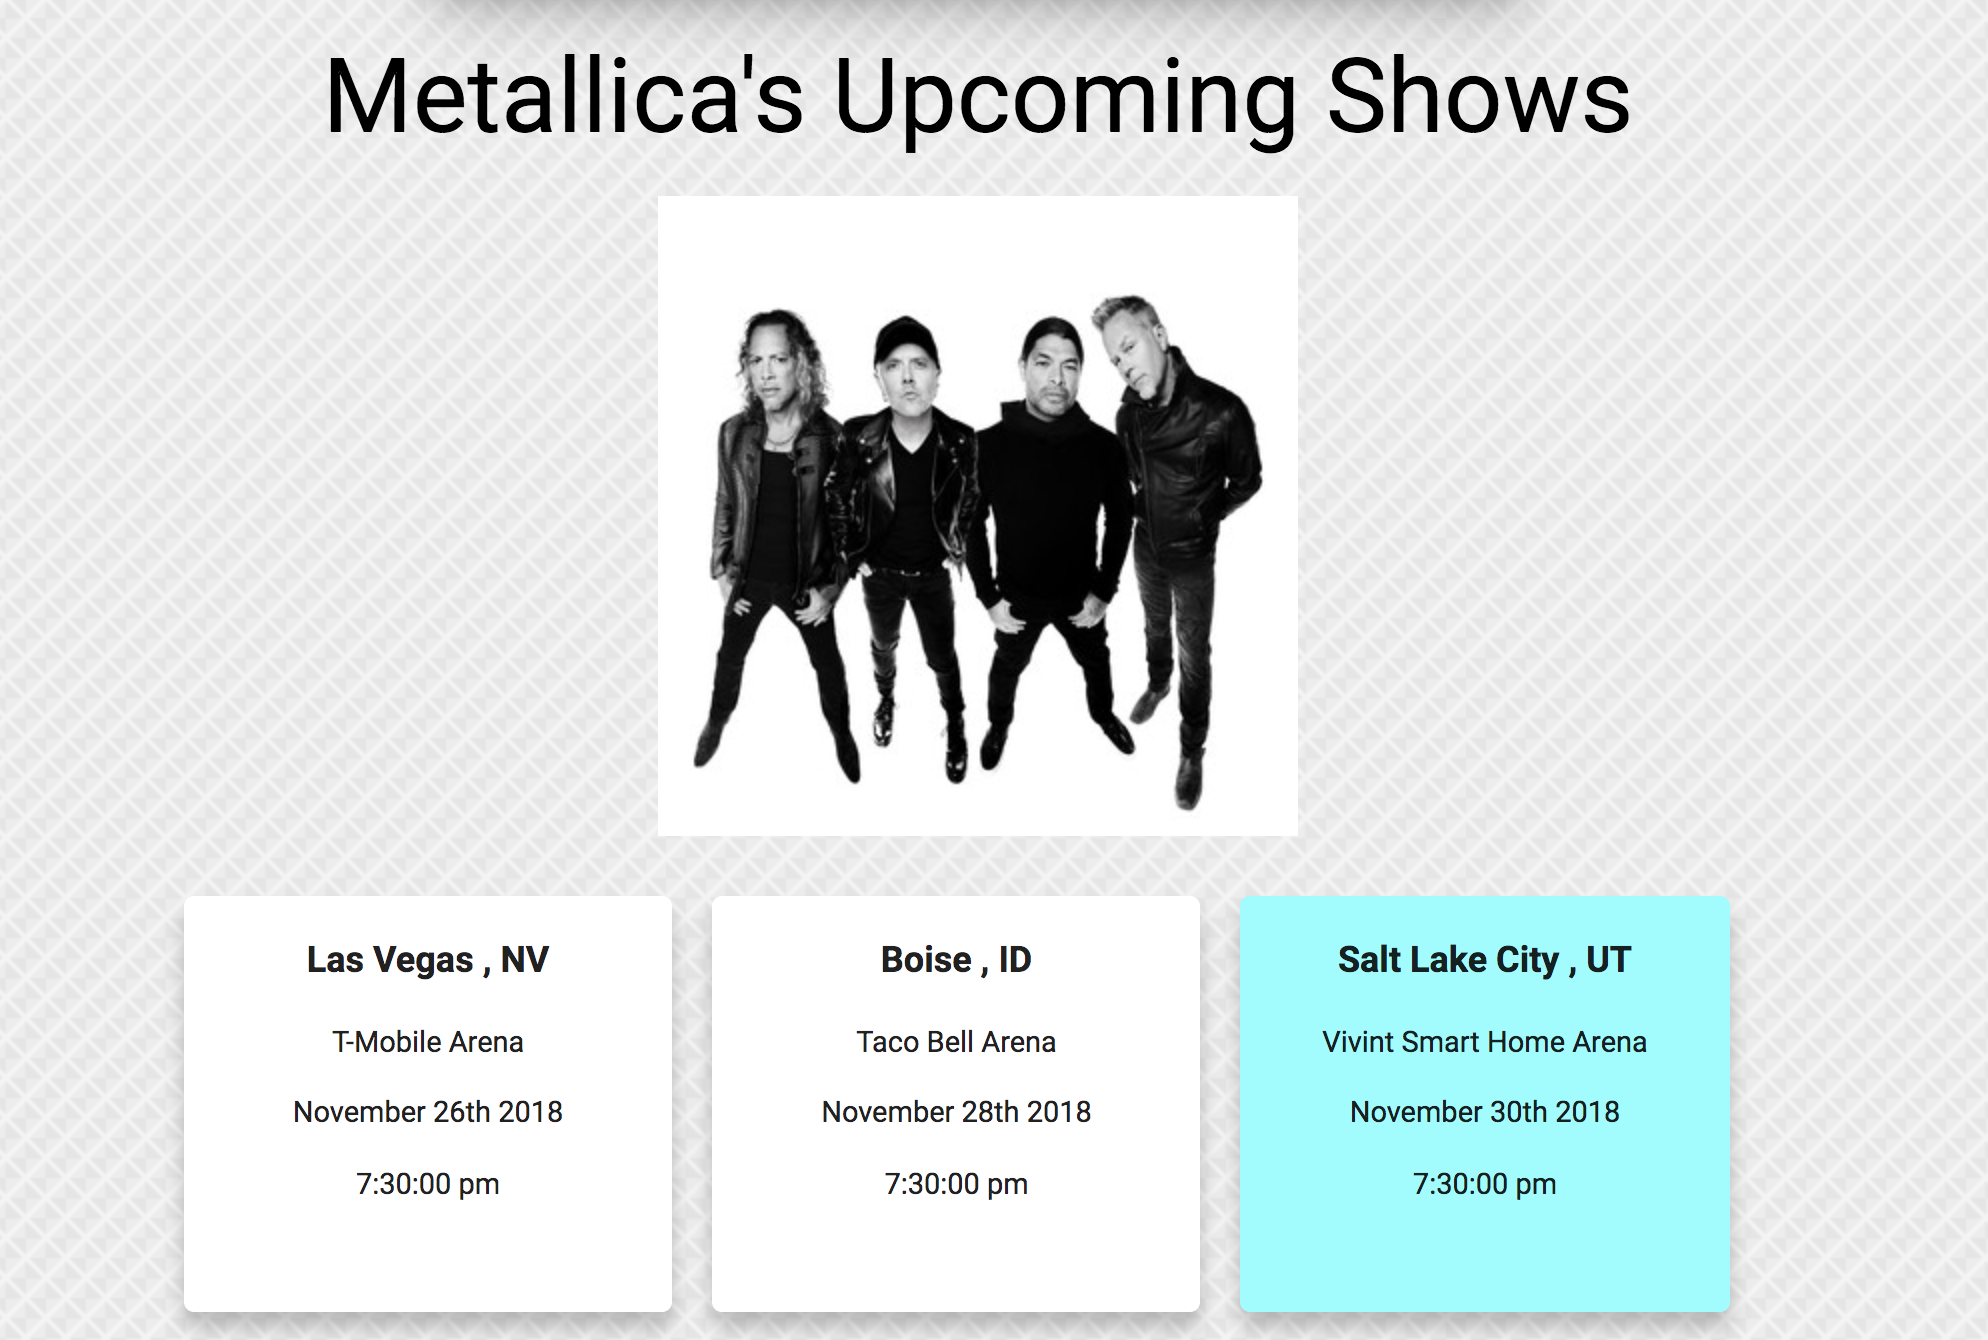 Metallica's Upcoming Shows
Las Vegas , NV
T-Mobile Arena
November 26th 2018
7:30:00 pm
Boise , ID
Taco Bell Arena
November 28th 2018
7:30:00 pm
Salt Lake City , UT
Vivint Smart Home Arena
November 30th 2018
7:30:00 pm